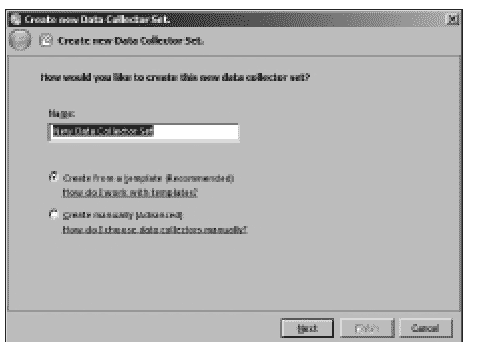 Create new Data Collector Set.
Create new Data Collector Set.
How would you like to create this new data collector set?
Name:
New Data Collector Set
Create from a template (Recommended)
How do I work with templates?
Create manually (Advanced)
How do I choose data collectors manually?
Next
Finish
Cancel